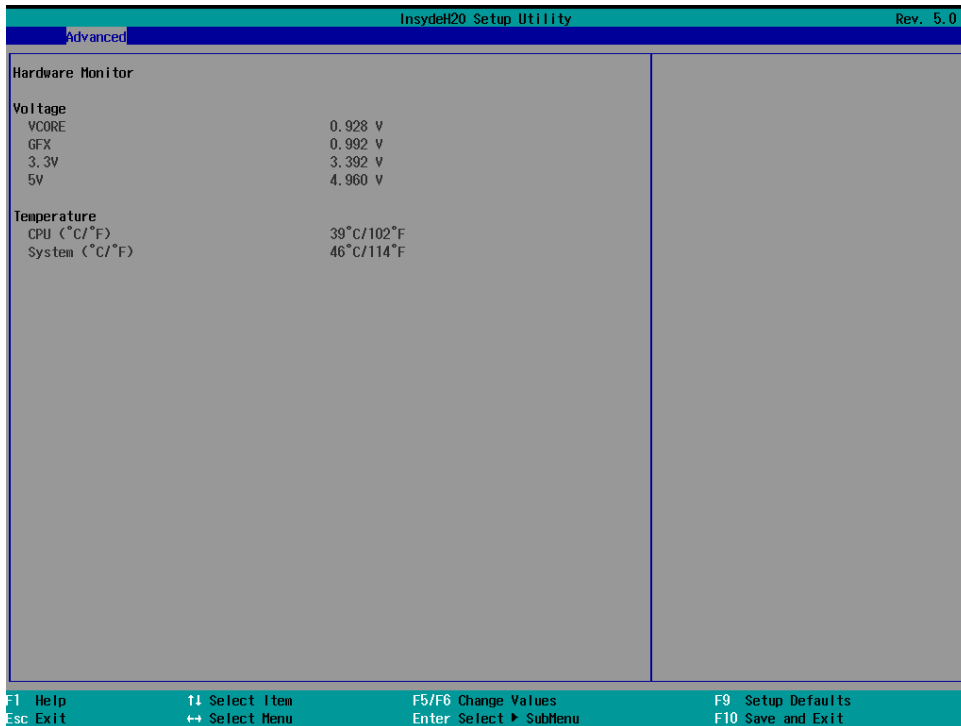 InsydeH20 Setup Utility Rev. 5.0
Advanced
Hardware Monitor
Voltage
VCORE 0.928 V
GFX 0.992 V
3.3V 3.392 V
5V 4.960 V
Temperature
CPU (°C/°F) 39°C/102°F
System (°C/°F) 46°C/114°F
F1 Help ↑↓ Select Item F5/F6 Change Values F9 Setup Defaults
Esc Exit ↔ Select Menu Enter Select ▶ SubMenu F10 Save and Exit